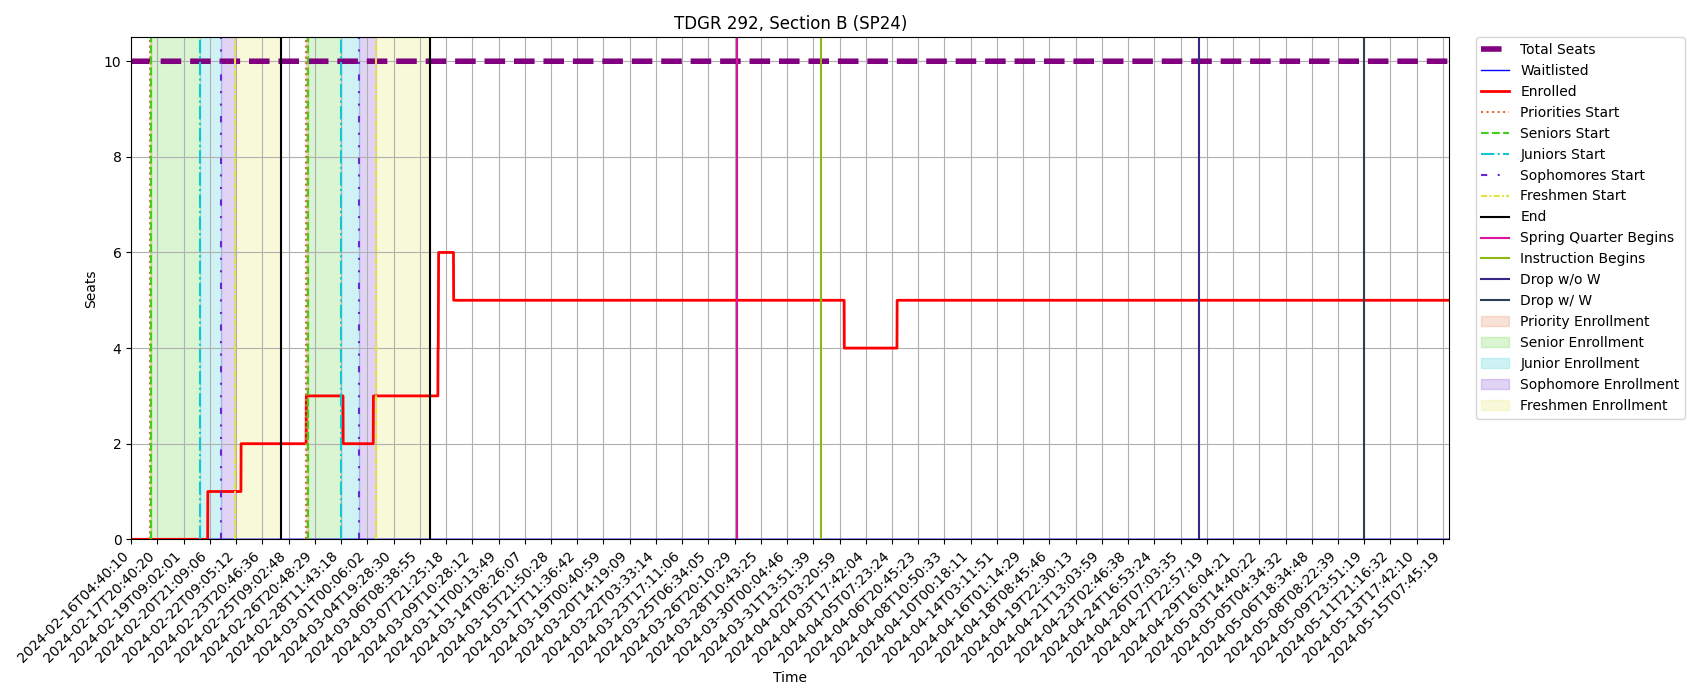 TDGR 292, Section B (SP24)
10
8
6
4
2
0
Seats
2024-02-16T04:40:10
2024-02-17T20:40:20
2024-02-19T09:02:01
2024-02-20T21:09:06
2024-02-22T09:05:12
2024-02-23T20:46:36
2024-02-25T09:02:48
2024-02-26T20:48:29
2024-02-28T11:43:18
2024-03-01T00:06:02
2024-03-04T19:28:30
2024-03-06T08:38:55
2024-03-07T21:25:18
2024-03-09T10:28:12
2024-03-11T00:13:49
2024-03-14T08:26:07
2024-03-15T21:50:28
2024-03-17T11:36:42
2024-03-19T00:40:59
2024-03-20T14:19:09
2024-03-22T03:33:14
2024-03-23T17:11:06
2024-03-25T06:34:05
2024-03-26T20:10:29
2024-03-28T10:43:25
2024-03-30T00:04:46
2024-03-31T13:51:39
2024-04-02T03:20:59
2024-04-03T17:42:04
2024-04-05T07:23:24
2024-04-06T20:45:23
2024-04-08T10:50:33
2024-04-10T00:18:11
2024-04-14T03:11:51
2024-04-16T01:14:29
2024-04-18T08:45:46
2024-04-19T22:30:13
2024-04-21T13:03:59
2024-04-23T02:46:38
2024-04-24T16:53:24
2024-04-26T07:03:35
2024-04-27T22:57:19
2024-04-29T16:04:21
2024-05-03T14:40:22
2024-05-05T04:34:32
2024-05-06T18:34:48
2024-05-08T08:22:39
2024-05-09T23:51:19
2024-05-11T21:16:32
2024-05-13T17:42:10
2024-05-15T07:45:19
Time
Total Seats
Waitlisted
Enrolled
Priorities Start
Seniors Start
Juniors Start
Sophomores Start
Freshmen Start
End
Spring Quarter Begins
Instruction Begins
Drop w/o W
Drop w/ W
Priority Enrollment
Senior Enrollment
Junior Enrollment
Sophomore Enrollment
Freshmen Enrollment